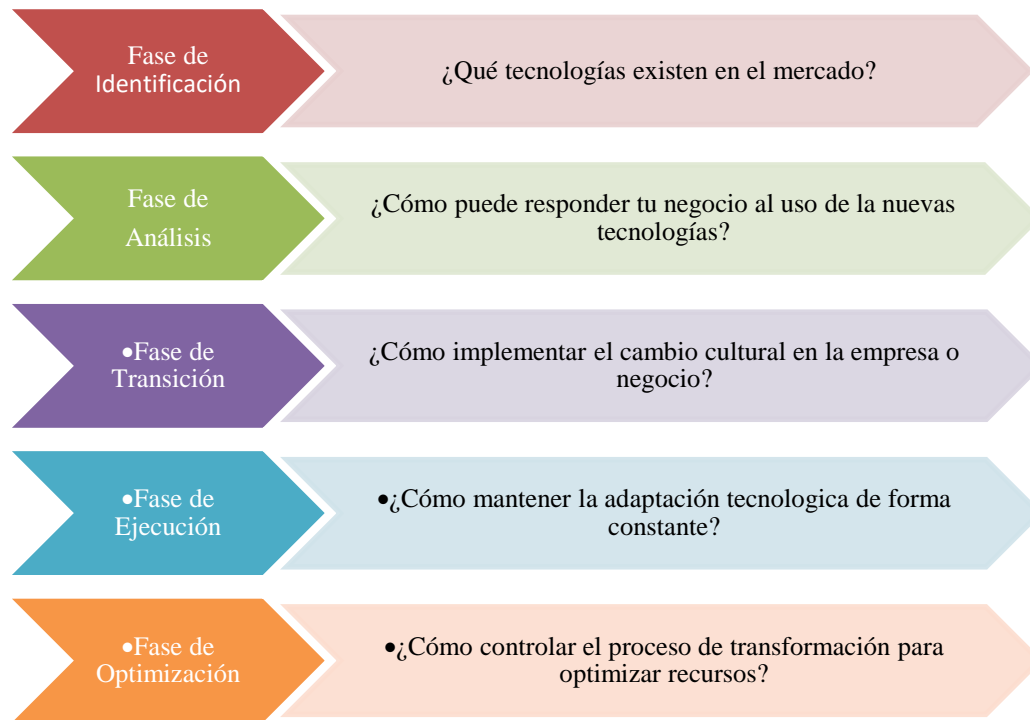 Fase de
Identificación
¿Qué tecnologías existen en el mercado?
Fase de
Análisis
¿Cómo puede responder tu negocio al uso de la nuevas
tecnologías?
•Fase de
Transición
¿Cómo implementar el cambio cultural en la empresa o
negocio?
•Fase de
Ejecución
•¿Cómo mantener la adaptación tecnologica de forma
constante?
•Fase de
Optimización
•¿Cómo controlar el proceso de transformación para
optimizar recursos?